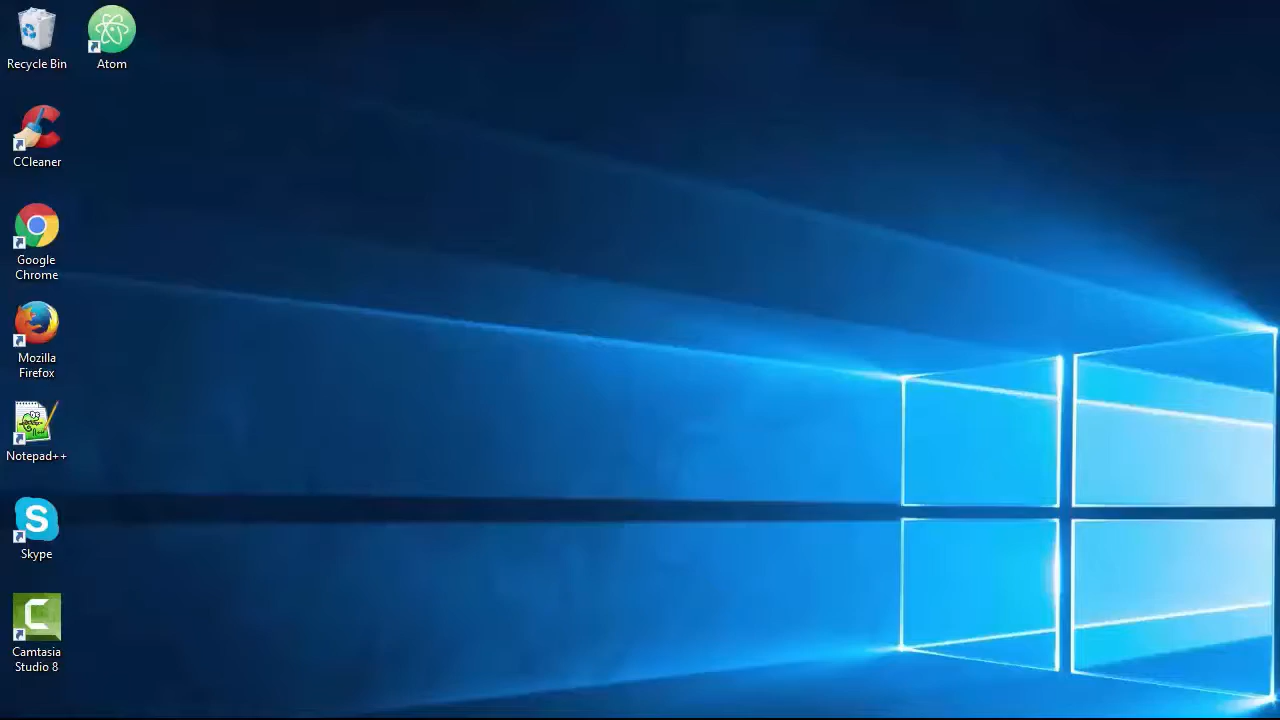 Recycle Bin
Atom
CCleaner
Google
Chrome
Mozilla
Firefox
Notepad++
Skype
Camtasia
Studio 8